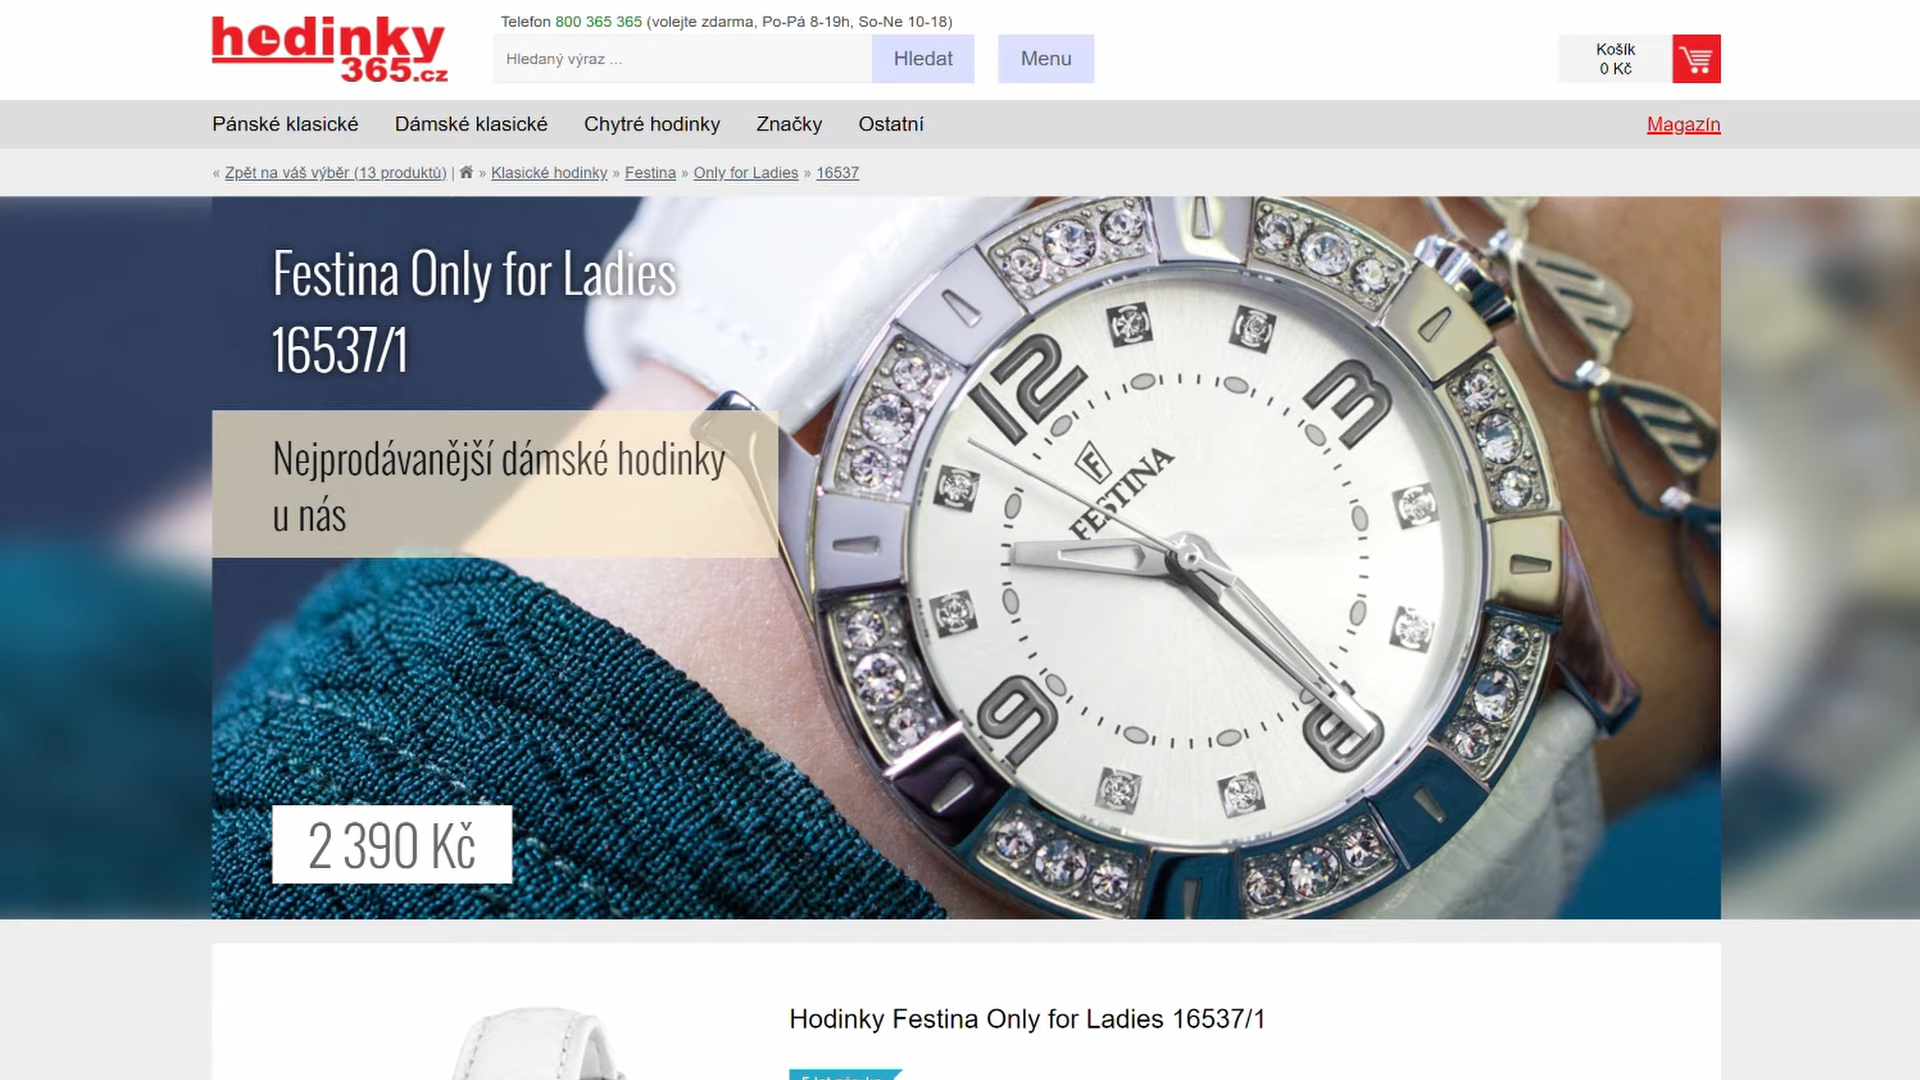 hodinky
365.cz
Telefon 800 365 365 (volejte zdarma, Po-Pá 8-19h, So-Ne 10-18)
Hledaný výraz ...
Hledat
Menu
Košík
0 Kč
Pánské klasické
Dámské klasické
Chytré hodinky
Značky
Ostatní
Magazín
« Zpět na váš výběr (13 produktů) | » Klasické hodinky » Festina » Only for Ladies » 16537
Festina Only for Ladies
16537/1
Nejprodávanější dámské hodinky
u nás
12
3
F
FESTINA
9
2 390 Kč
Hodinky Festina Only for Ladies 16537/1